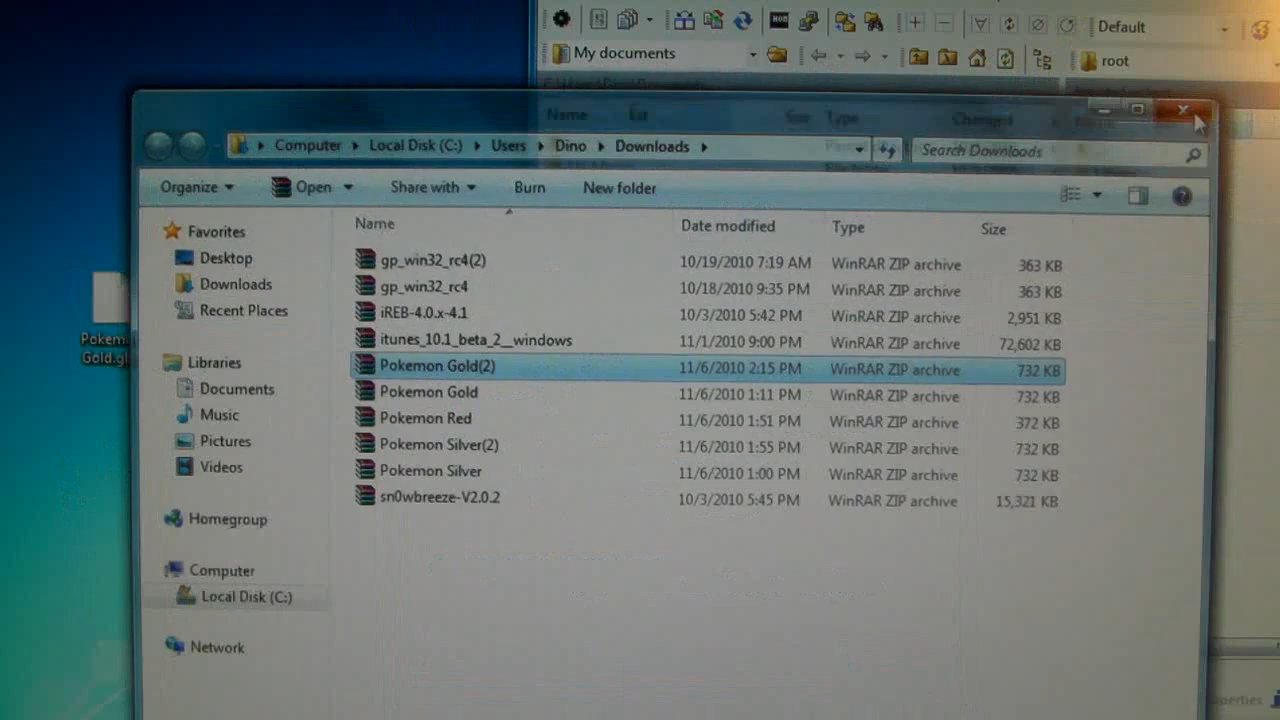 Default
My documents
root
Name Ext Size Type Changed
Computer Local Disk (C:) Users Dino Downloads
Search Downloads
Organize Open Share with Burn New folder
Name Date modified Type Size
Favorites
Desktop
Downloads
Recent Places
Libraries
Documents
Music
Pictures
Videos
Homegroup
Computer
Local Disk (C:)
Network
gp_win32_rc4(2) 10/19/2010 7:19 AM WinRAR ZIP archive 363 KB
gp_win32_rc4 10/18/2010 9:35 PM WinRAR ZIP archive 363 KB
iREB-4.0.x-4.1 10/3/2010 5:42 PM WinRAR ZIP archive 2,951 KB
itunes_10.1_beta_2__windows 11/1/2010 9:00 PM WinRAR ZIP archive 72,602 KB
Pokemon Gold(2) 11/6/2010 2:15 PM WinRAR ZIP archive 732 KB
Pokemon Gold 11/6/2010 1:11 PM WinRAR ZIP archive 732 KB
Pokemon Red 11/6/2010 1:51 PM WinRAR ZIP archive 372 KB
Pokemon Silver(2) 11/6/2010 1:55 PM WinRAR ZIP archive 732 KB
Pokemon Silver 11/6/2010 1:00 PM WinRAR ZIP archive 732 KB
sn0wbreeze-V2.0.2 10/3/2010 5:45 PM WinRAR ZIP archive 15,321 KB
Pokem
Gold.g